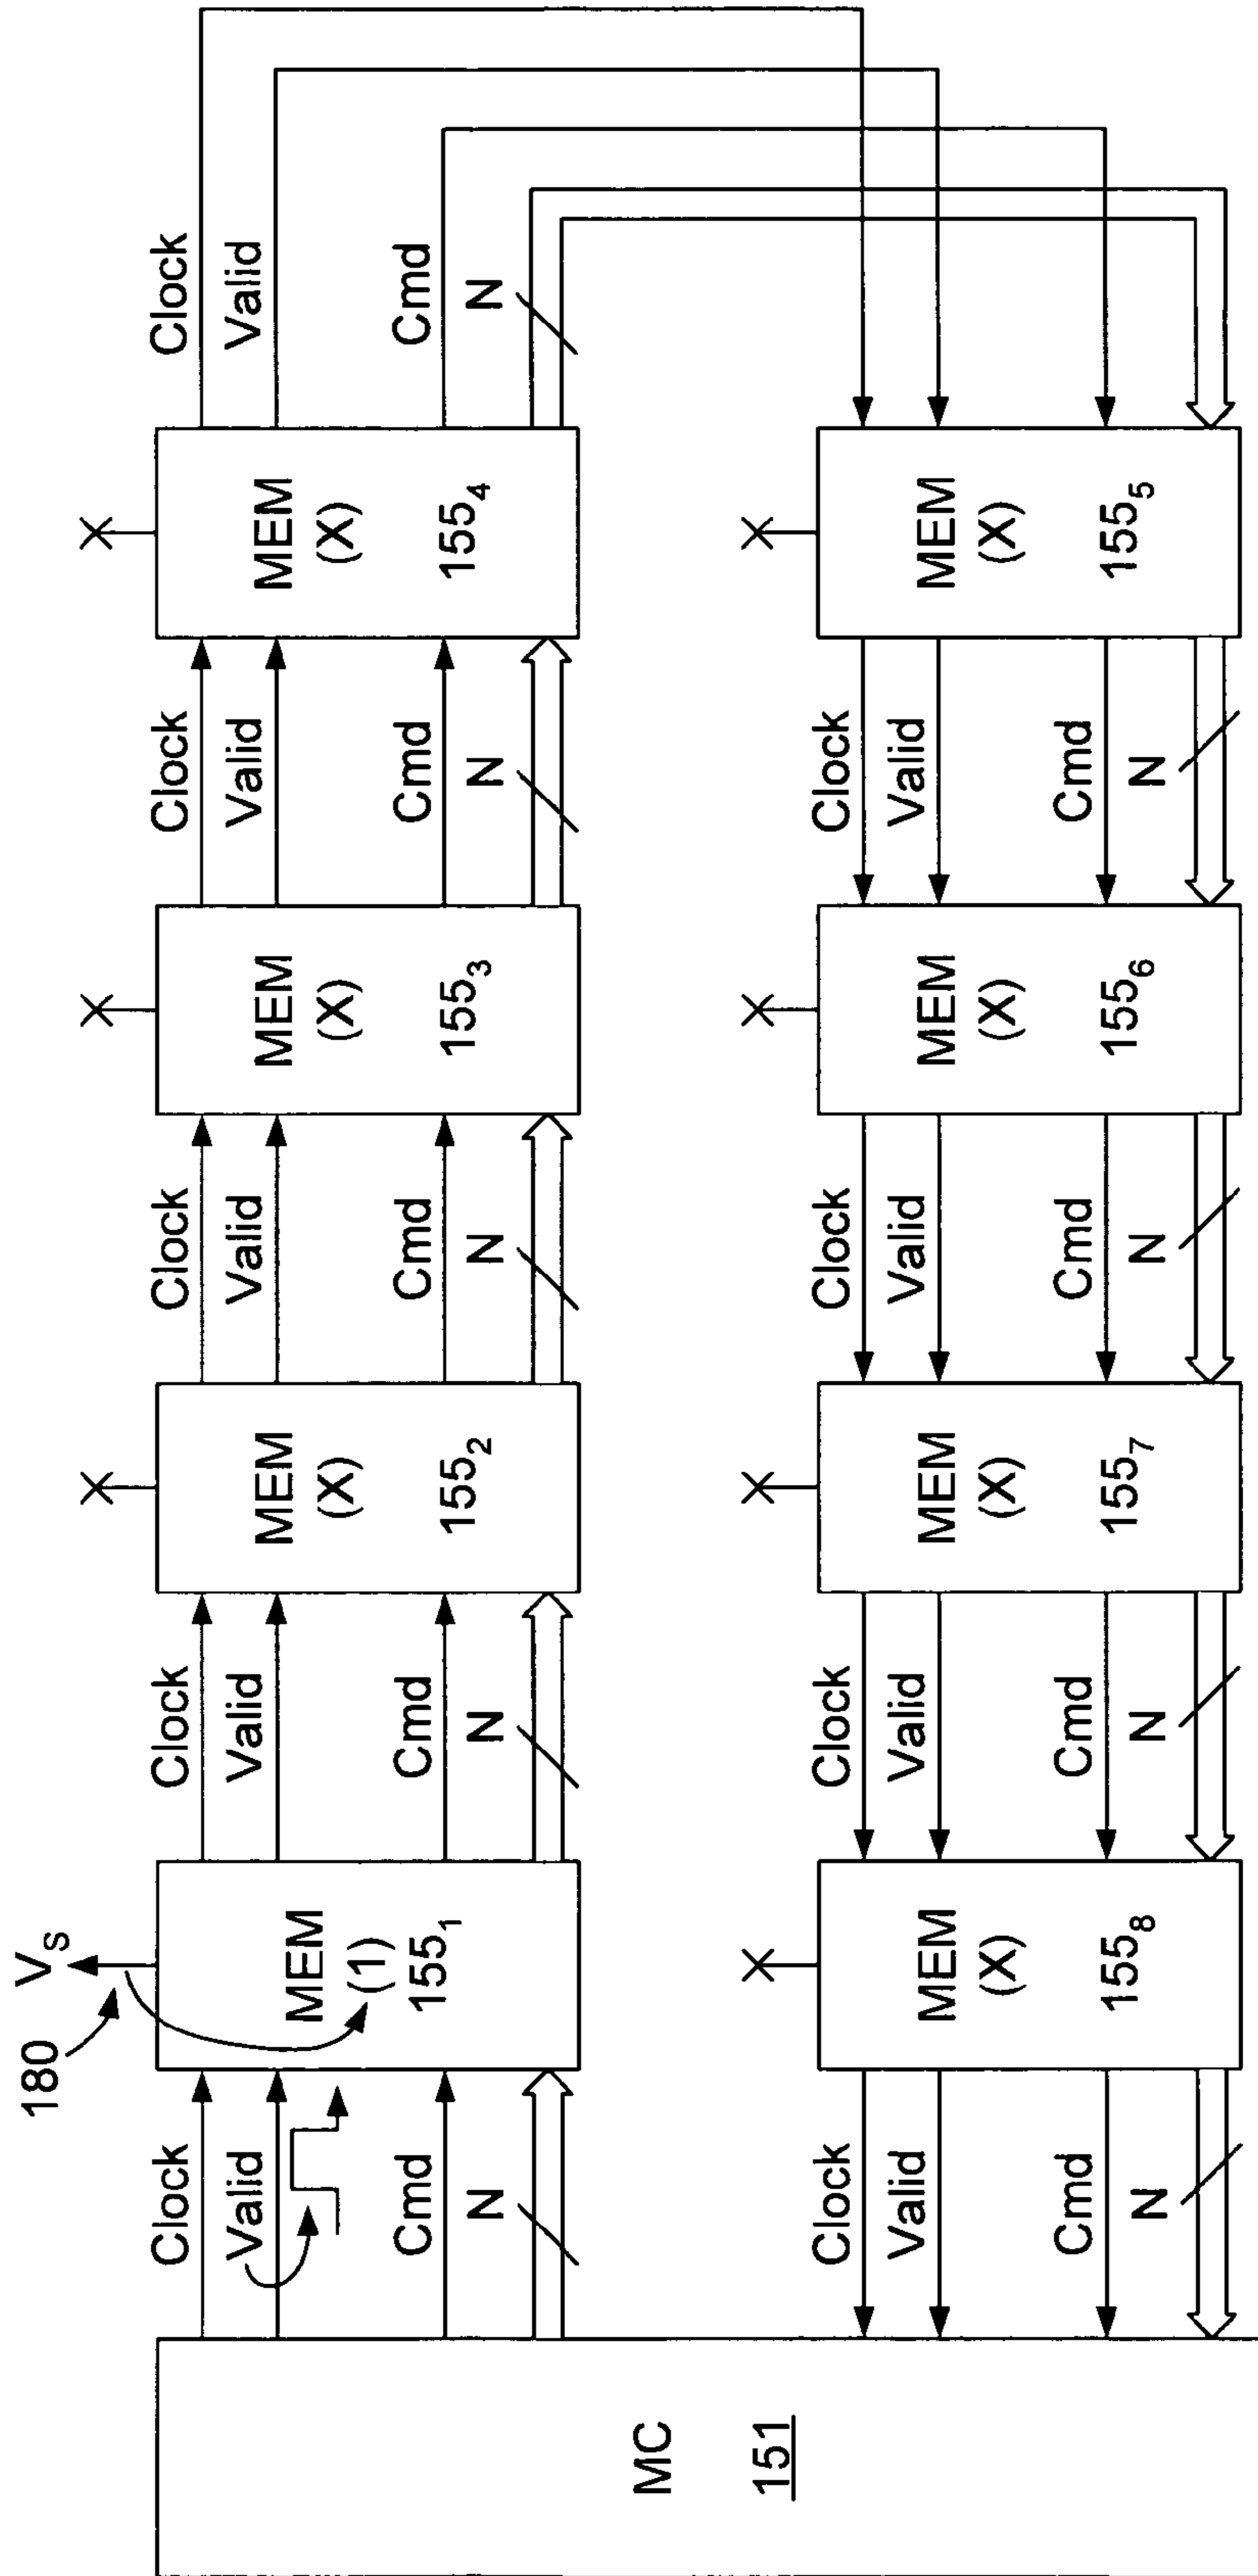 180
V_S
Clock
Valid
Cmd
N
MEM
(1)
155_1
Clock
Valid
Cmd
N
MEM
(X)
155_2
Clock
Valid
Cmd
N
MEM
(X)
155_3
Clock
Valid
Cmd
N
MEM
(X)
155_4
Clock
Valid
Cmd
N
MC
151
Clock
Valid
Cmd
N
MEM
(X)
155_8
Clock
Valid
Cmd
N
MEM
(X)
155_7
Clock
Valid
Cmd
N
MEM
(X)
155_6
Clock
Valid
Cmd
N
MEM
(X)
155_5